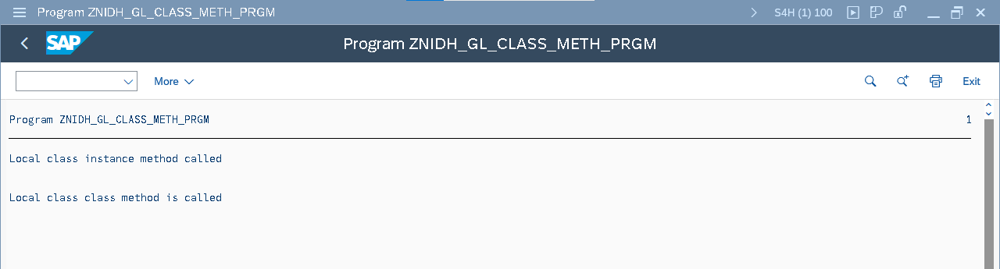 Program ZNIDH_GL_CLASS_METH_PRGM
S4H (1) 100
SAP
Program ZNIDH_GL_CLASS_METH_PRGM
More
Exit
Program ZNIDH_GL_CLASS_METH_PRGM 1
Local class instance method called
Local class class method is called